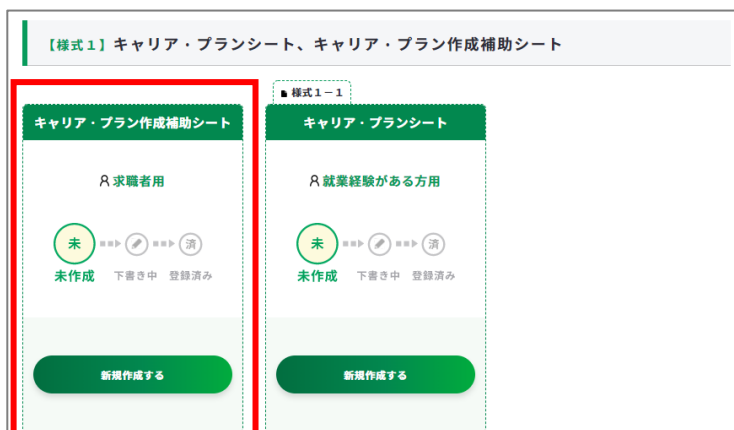 【様式1】キャリア・プランシート、キャリア・プラン作成補助シート
キャリア・プラン作成補助シート
求職者用
未
済
未作成
下書き中
登録済み
新規作成する
様式1－1
キャリア・プランシート
就業経験がある方用
未
済
未作成
下書き中
登録済み
新規作成する